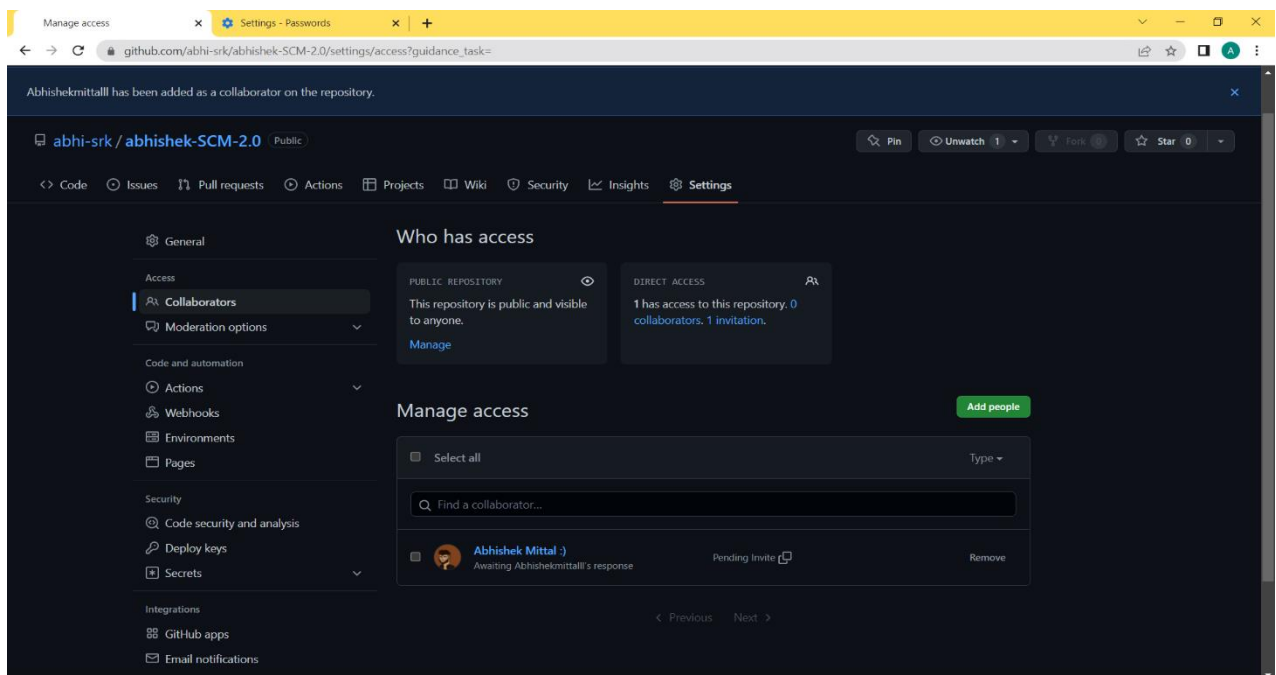 Manage access
Settings - Passwords
github.com/abhi-srk/abhishek-SCM-2.0/settings/access?guidance_task=
A
Abhishekmittalll has been added as a collaborator on the repository.
abhi-srk / abhishek-SCM-2.0 Public
Pin
Unwatch 1
Fork 0
Star 0
<> Code
Issues
Pull requests
Actions
Projects
Wiki
Security
Insights
Settings
General
Access
Collaborators
Moderation options
Code and automation
Actions
Webhooks
Environments
Pages
Security
Code security and analysis
Deploy keys
Secrets
Integrations
GitHub apps
Email notifications
Who has access
PUBLIC REPOSITORY
This repository is public and visible
to anyone.
Manage
DIRECT ACCESS
1 has access to this repository. 0
collaborators. 1 invitation.
Manage access
Add people
Select all
Type
Find a collaborator...
Abhishek Mittal :)
Awaiting Abhishekmittalll's response
Pending Invite
Remove
< Previous Next >